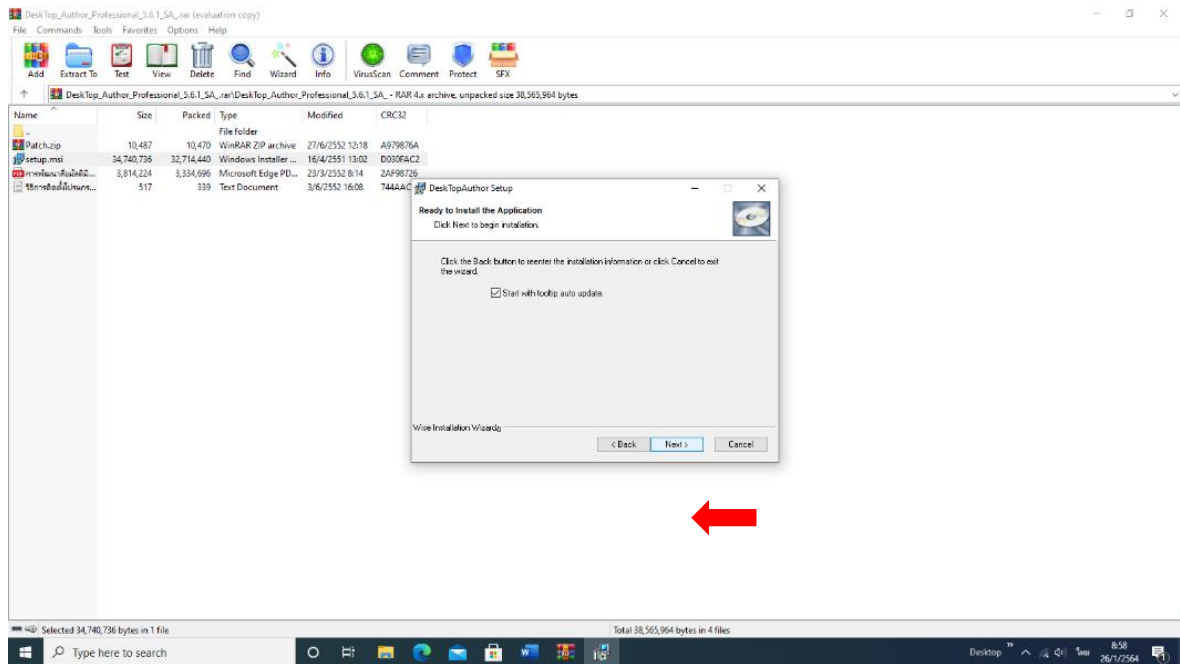 DeskTop_Author_Professional_5.6.1_SA_.rar (evaluation copy)
File Commands Tools Favorites Options Help
Add Extract To Test View Delete Find Wizard Info VirusScan Comment Protect SFX
DeskTop_Author_Professional_5.6.1_SA_.rar\DeskTop_Author_Professional_5.6.1_SA_ - RAR 4.x archive, unpacked size 38,565,964 bytes
Name Size Packed Type Modified CRC32
.. File folder
Patch.zip 10,487 10,470 WinRAR ZIP archive 27/6/2552 12:18 A979876A
setup.msi 34,740,736 32,714,440 Windows Installer ... 16/4/2551 13:02 D030FAC2
3,814,224 3,334,696 Microsoft Edge PD... 23/3/2552 8:14 2AF98726
517 339 Text Document 3/6/2552 16:08 744AAC
DeskTopAuthor Setup
Ready to Install the Application
Click Next to begin installation.
Click the Back button to reenter the installation information or click Cancel to exit
the wizard.
Start with tooltip auto update.
Wise Installation Wizard
< Back Next > Cancel
Selected 34,740,736 bytes in 1 file Total 38,565,964 bytes in 4 files
Type here to search
Desktop ไทย 8:58
26/1/2564